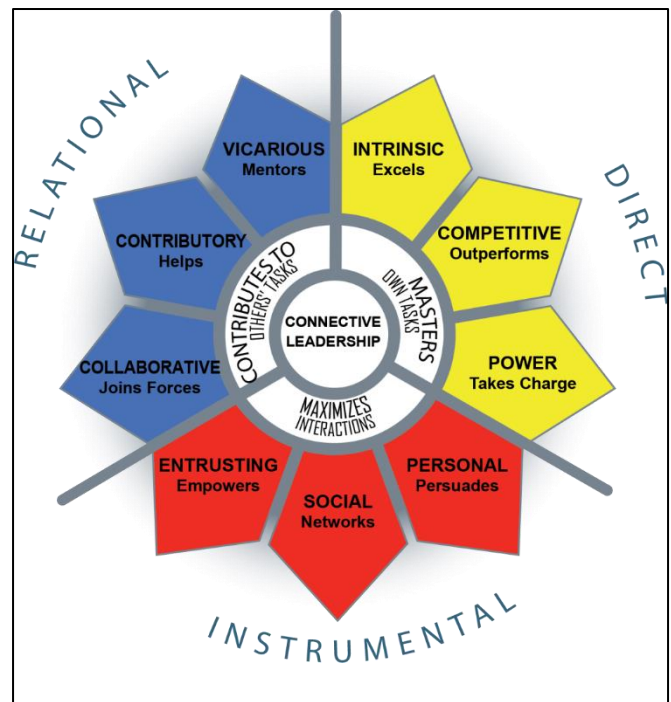 RELATIONAL
DIRECT
INSTRUMENTAL
VICARIOUS
Mentors
INTRINSIC
Excels
CONTRIBUTORY
Helps
COMPETITIVE
Outperforms
COLLABORATIVE
Joins Forces
POWER
Takes Charge
ENTRUSTING
Empowers
SOCIAL
Networks
PERSONAL
Persuades
CONTRIBUTES TO
OTHERS' TASKS
MASTERS
OWN TASKS
MAXIMIZES
INTERACTIONS
CONNECTIVE
LEADERSHIP